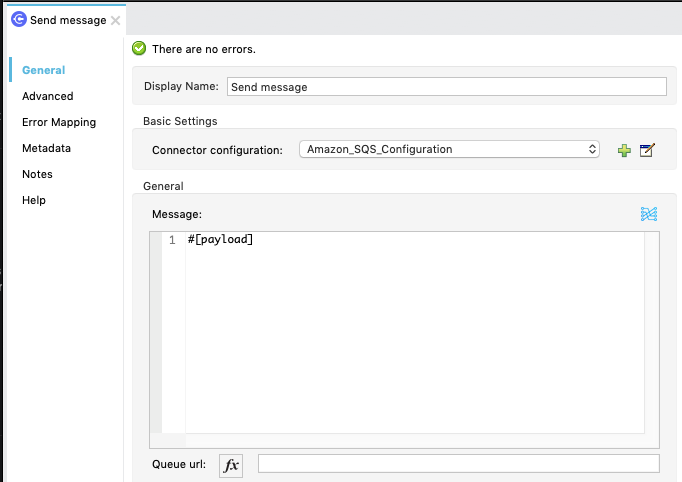 Send message
There are no errors.
General
Advanced
Error Mapping
Metadata
Notes
Help
Display Name: Send message
Basic Settings
Connector configuration: Amazon_SQS_Configuration
General
Message:
1 #[payload]
Queue url: fx